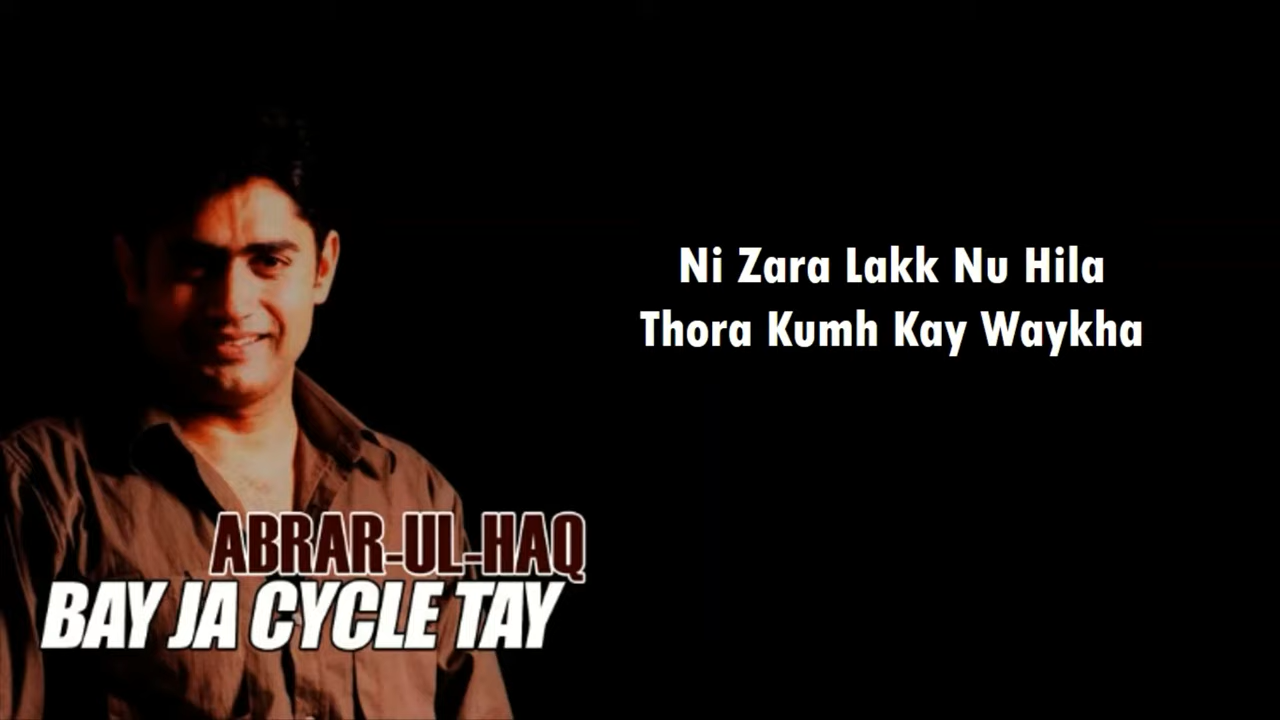 Ni Zara Lakk Nu Hila
Thora Kumh Kay Waykha
ABRAR-UL-HAQ
BAY JA CYCLE TAY